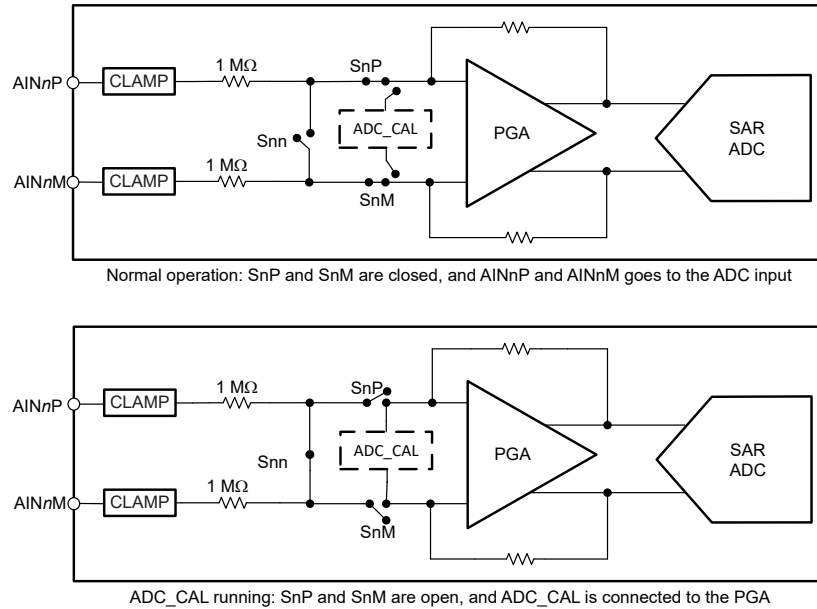 1 MΩ
SnP
AINnP
CLAMP
ADC_CAL
Snn
PGA
SAR
ADC
1 MΩ
AINnM
CLAMP
SnM
Normal operation: SnP and SnM are closed, and AINnP and AINnM goes to the ADC input
1 MΩ
SnP
AINnP
CLAMP
ADC_CAL
Snn
PGA
SAR
ADC
1 MΩ
AINnM
CLAMP
SnM
ADC_CAL running: SnP and SnM are open, and ADC_CAL is connected to the PGA